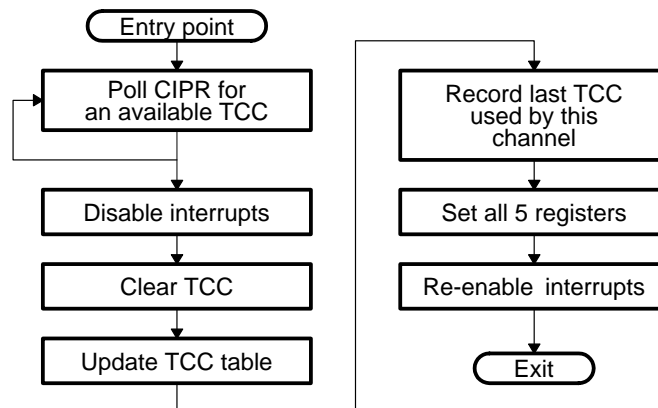 Entry point
Poll CIPR for
an available TCC
Disable interrupts
Clear TCC
Update TCC table
Record last TCC
used by this
channel
Set all 5 registers
Re-enable interrupts
Exit